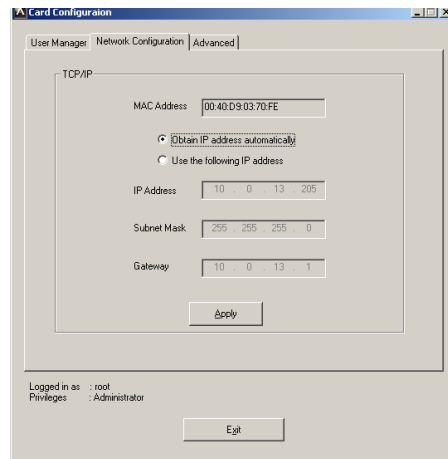 Card Configuraion
User Manager Network Configuration Advanced
TCP/IP
MAC Address 00:40:D9:03:70:FE
Obtain IP address automatically
Use the following IP address
IP Address 10 . 0 . 13 . 205
Subnet Mask 255 . 255 . 255 . 0
Gateway 10 . 0 . 13 . 1
Apply
Logged in as : root
Privileges : Administrator
Exit